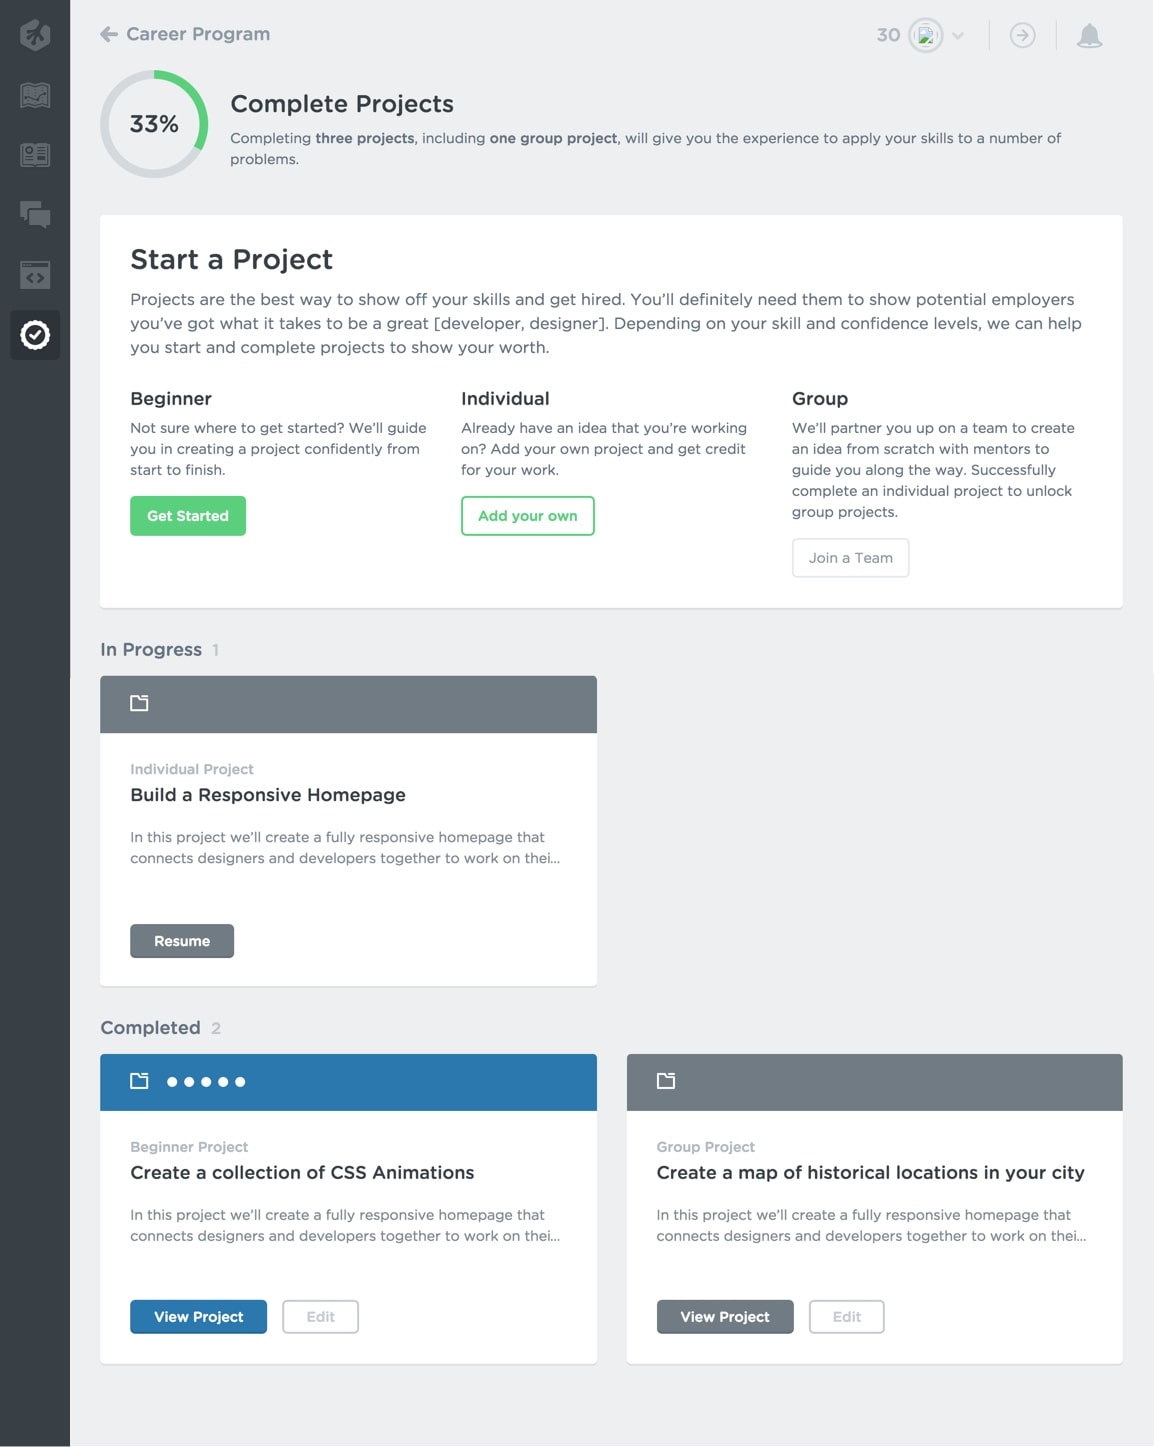 Career Program
30
33%
Complete Projects
Completing three projects, including one group project, will give you the experience to apply your skills to a number of
problems.
Start a Project
Projects are the best way to show off your skills and get hired. You’ll definitely need them to show potential employers
you’ve got what it takes to be a great [developer, designer]. Depending on your skill and confidence levels, we can help
you start and complete projects to show your worth.
Beginner
Not sure where to get started? We’ll guide
you in creating a project confidently from
start to finish.
Get Started
Individual
Already have an idea that you’re working
on? Add your own project and get credit
for your work.
Add your own
Group
We’ll partner you up on a team to create
an idea from scratch with mentors to
guide you along the way. Successfully
complete an individual project to unlock
group projects.
Join a Team
In Progress 1
Individual Project
Build a Responsive Homepage
In this project we’ll create a fully responsive homepage that
connects designers and developers together to work on thei...
Resume
Completed 2
Beginner Project
Create a collection of CSS Animations
In this project we’ll create a fully responsive homepage that
connects designers and developers together to work on thei...
View Project
Edit
Group Project
Create a map of historical locations in your city
In this project we’ll create a fully responsive homepage that
connects designers and developers together to work on thei...
View Project
Edit